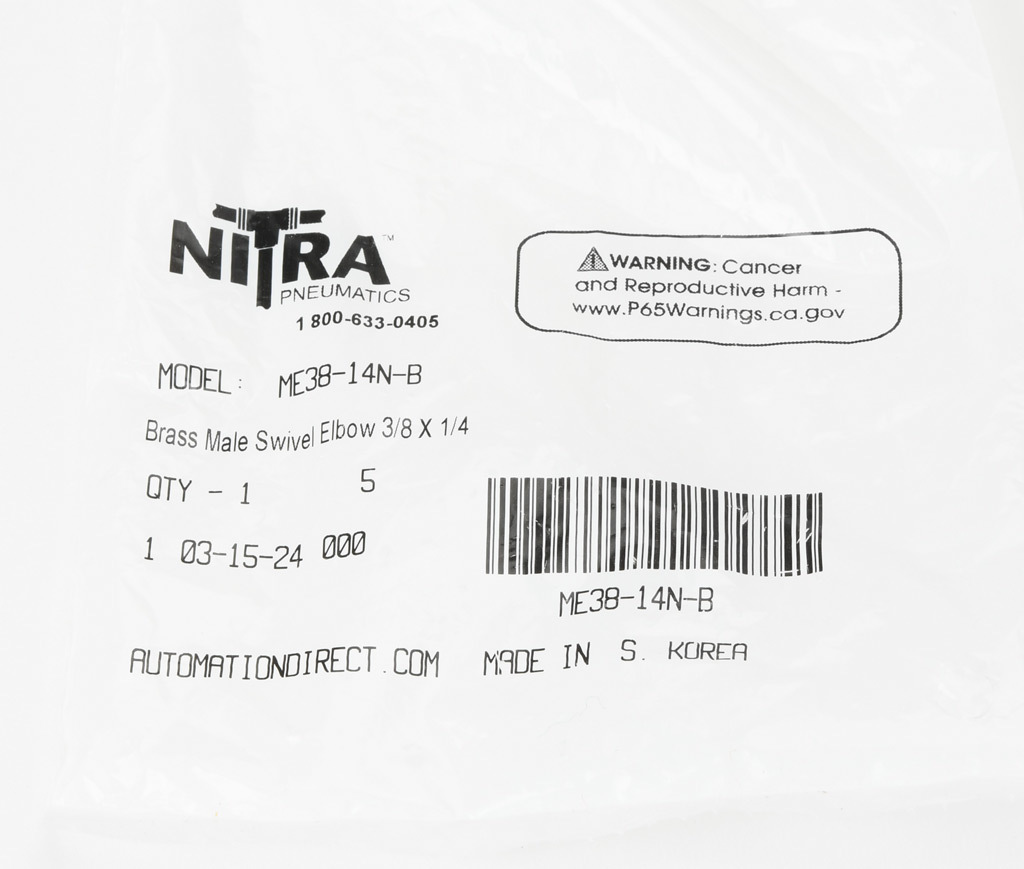 NITRA™
PNEUMATICS
1 800-633-0405
WARNING: Cancer
and Reproductive Harm -
www.P65Warnings.ca.gov
MODEL: ME38-14N-B
Brass Male Swivel Elbow 3/8 X 1/4
QTY - 1 5
1 03-15-24 000
ME38-14N-B
AUTOMATIONDIRECT.COM MADE IN S. KOREA